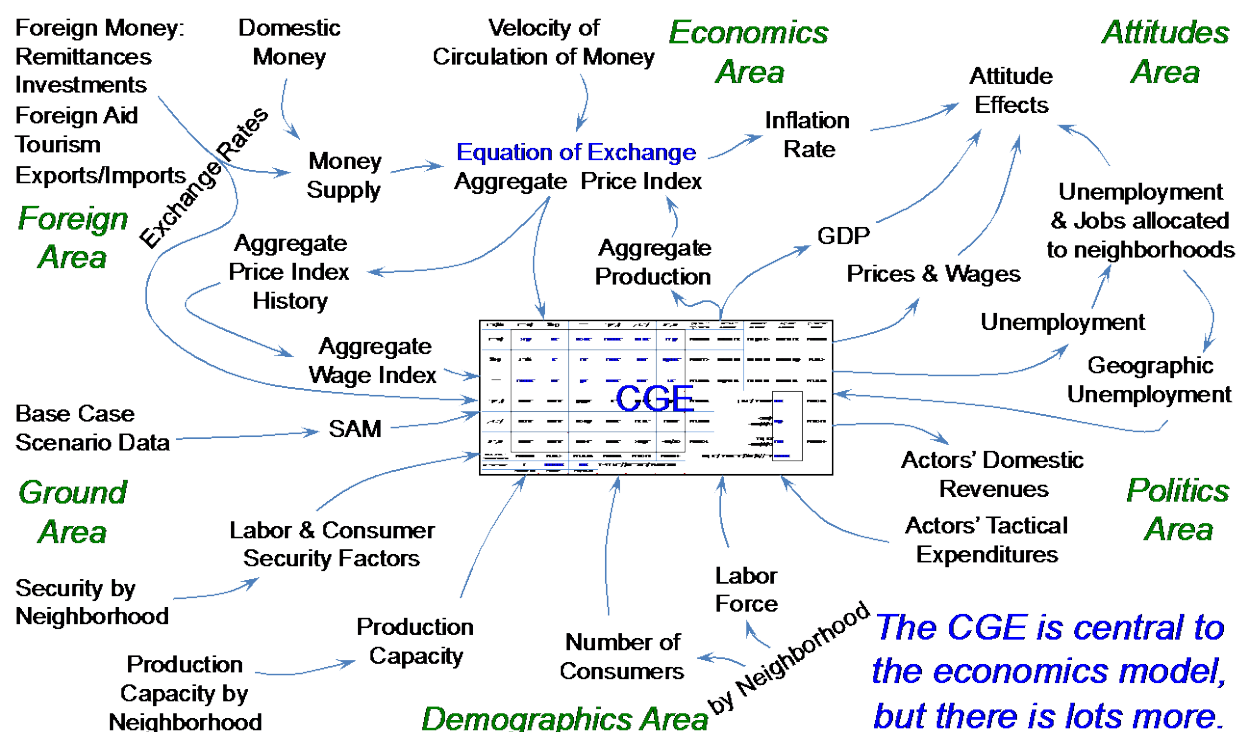 Foreign Money:
Remittances
Investments
Foreign Aid
Tourism
Exports/Imports
Domestic
Money
Velocity of
Circulation of Money
Economics
Area
Attitudes
Area
Attitude
Effects
Exchange Rates
Money
Supply
Equation of Exchange
Aggregate Price Index
Inflation
Rate
Unemployment
& Jobs allocated
to neighborhoods
Foreign
Area
Aggregate
Price Index
History
Aggregate
Production
GDP
Prices & Wages
Unemployment
Aggregate
Wage Index
Geographic
Unemployment
CGE
Base Case
Scenario Data
SAM
Actors' Domestic
Revenues
Ground
Area
Politics
Area
Labor & Consumer
Security Factors
Actors' Tactical
Expenditures
Security by
Neighborhood
Labor
Force
Production
Capacity
Number of
Consumers
by Neighborhood
Production
Capacity by
Neighborhood
Demographics Area
The CGE is central to
the economics model,
but there is lots more.